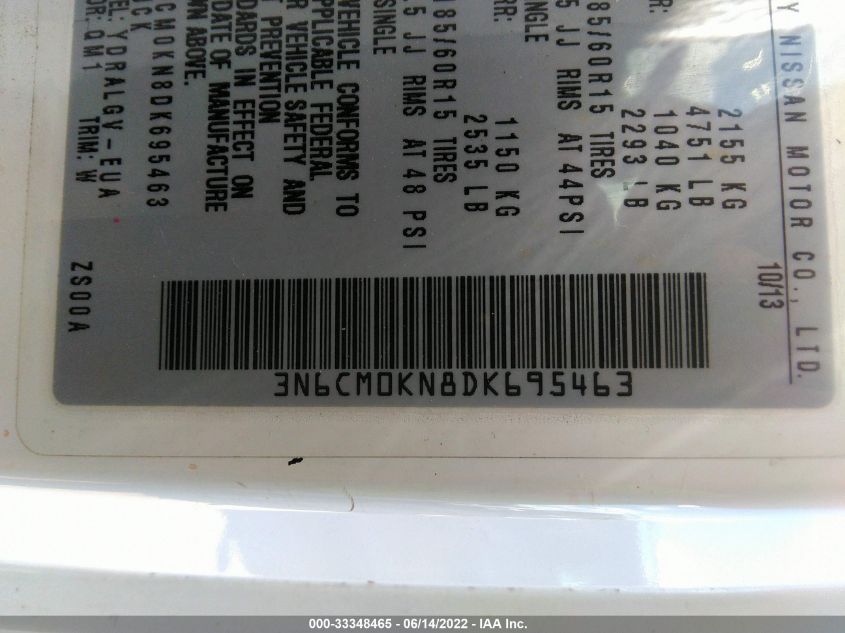 Y NISSAN MOTOR CO., LTD.
10/13
2155 KG
4751 LB
R: 1040 KG
2293 LB
85/60R15 TIRES
5 JJ RIMS AT 44PSI
NGLE
RR: 1150 KG
2535 LB
185/60R15 TIRES
.5 JJ RIMS AT 48 PSI
SINGLE
VEHICLE CONFORMS TO
PPLICABLE FEDERAL
R VEHICLE SAFETY AND
T PREVENTION
DARDS IN EFFECT ON
DATE OF MANUFACTURE
WN ABOVE.
CM0KN8DK695463
CK
EL: YDRALGV-EUA
OR: QM1 TRIM: W
ZS00A
3N6CM0KN8DK695463
000-33348465 - 06/14/2022 - IAA Inc.